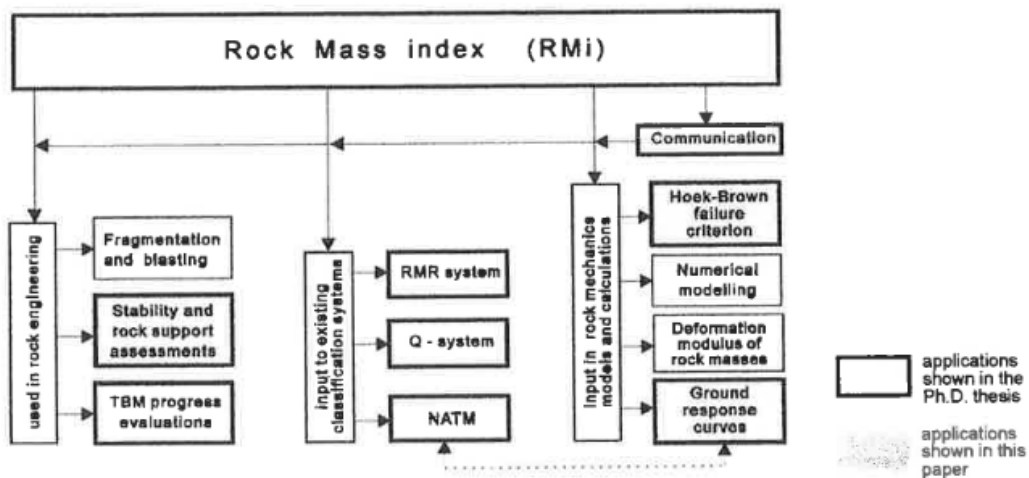 Rock Mass index (RMi)
Communication
used in rock engineering
Fragmentation
and blasting
Stability and
rock support
assessments
TBM progress
evaluations
input to existing
classification systems
RMR system
Q - system
NATM
Input in rock mechanics
models and calculations
Hoek-Brown
failure
criterion
Numerical
modelling
Deformation
modulus of
rock masses
Ground
response
curves
applications
shown in the
Ph.D. thesis
applications
shown in this
paper